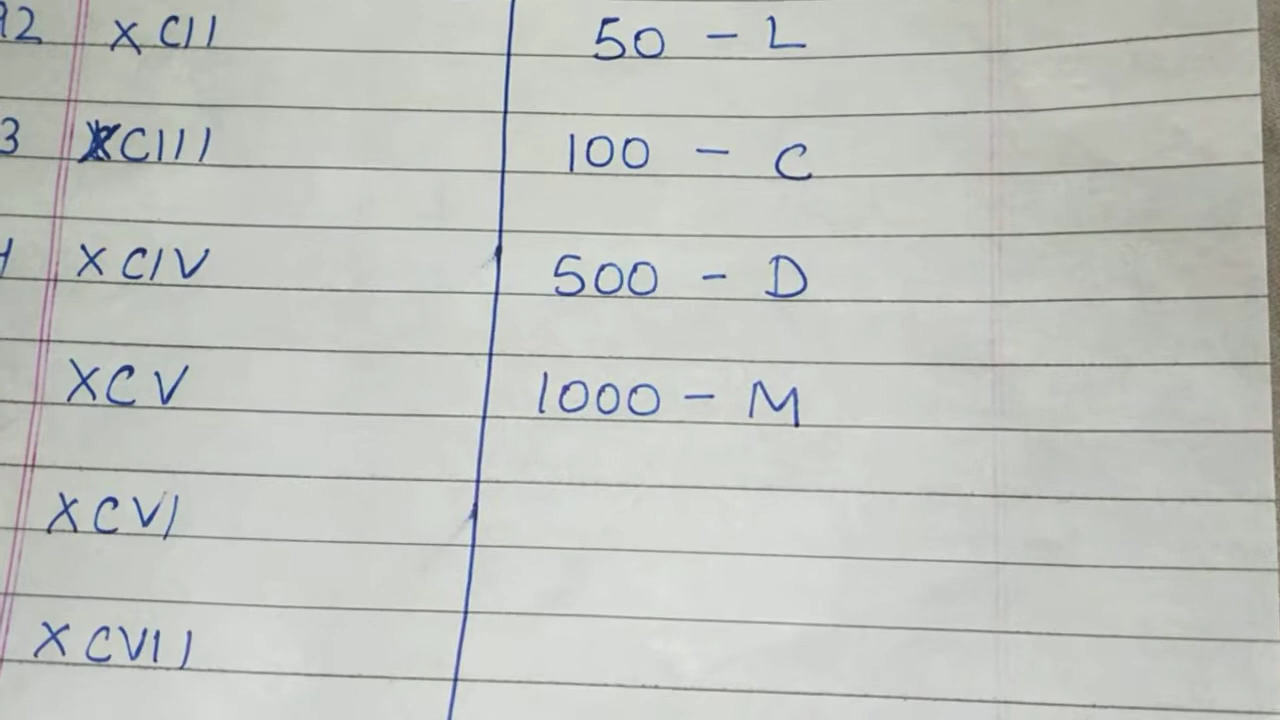 92 XCII
3 XCIII
XCIV
XCV
XCVI
XCVII
50 - L
100 - C
500 - D
1000 - M